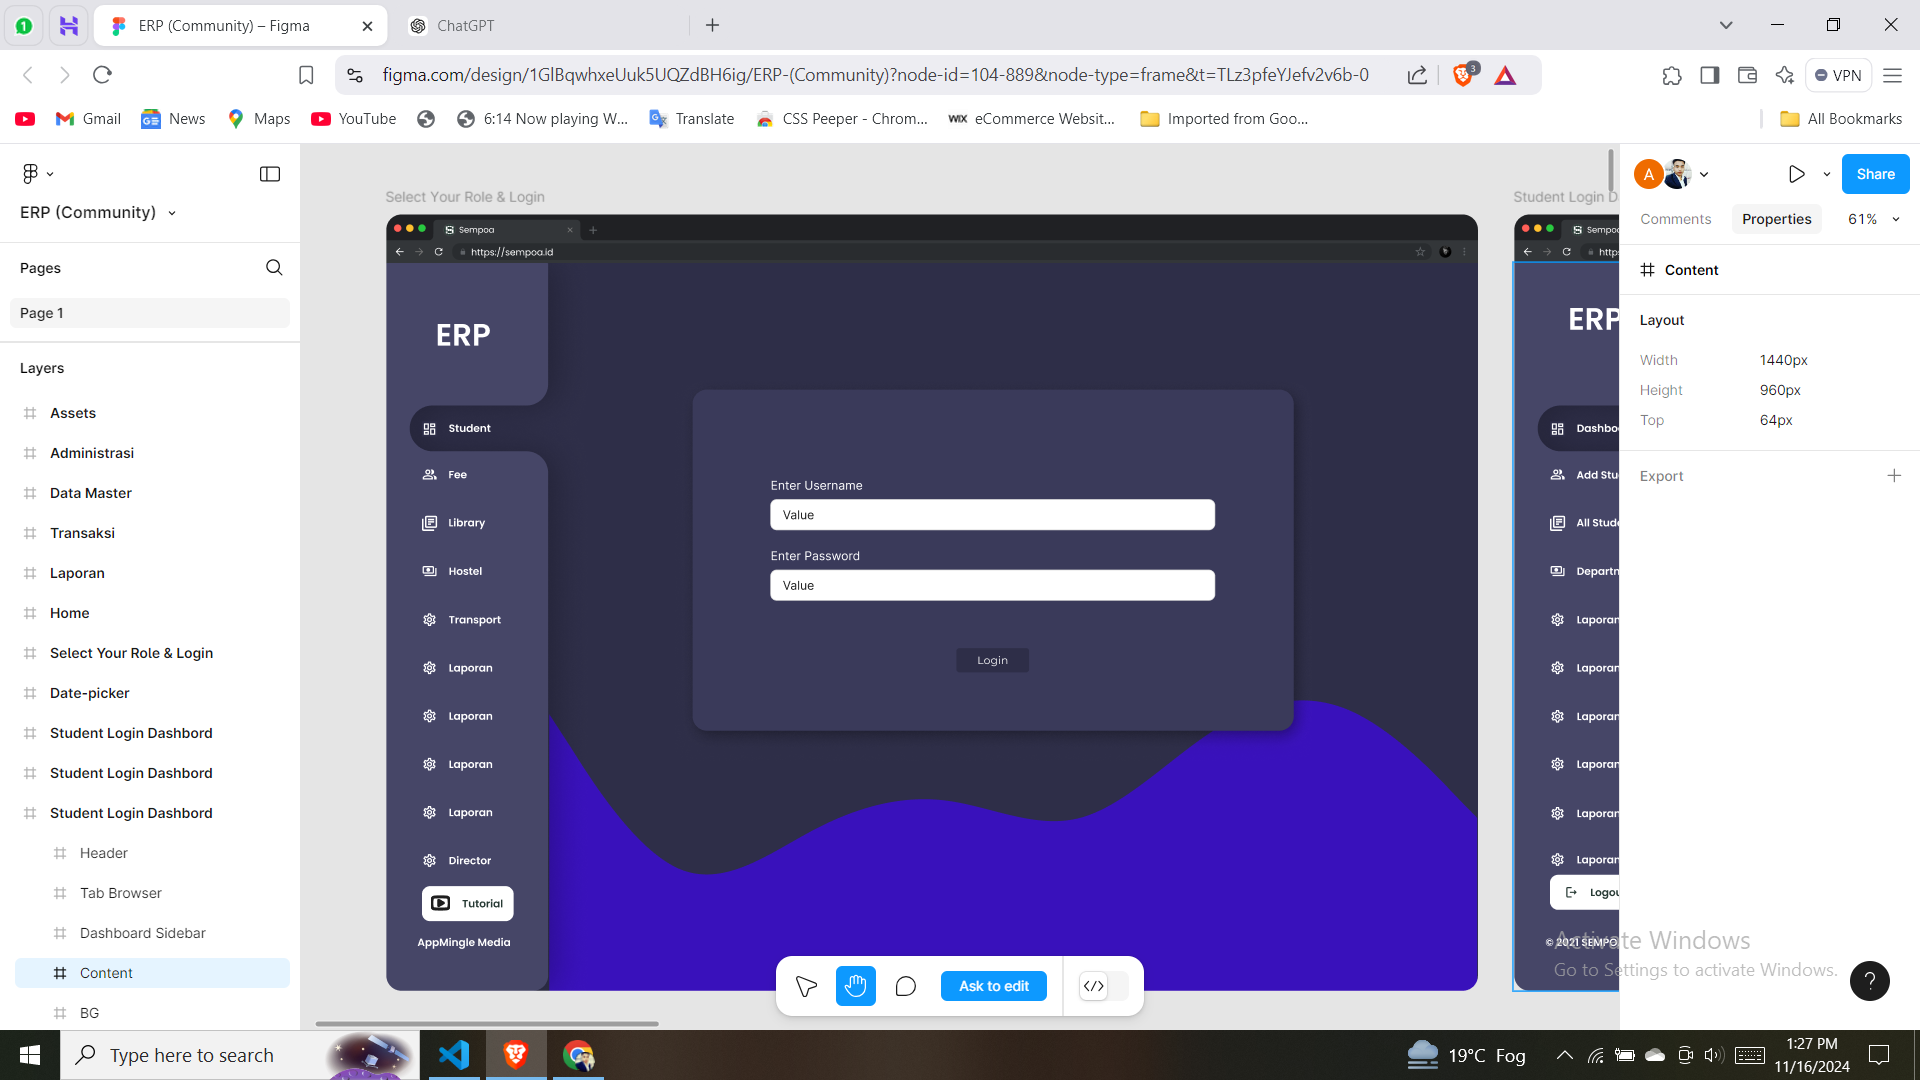 1
ERP (Community) – Figma
ChatGPT
figma.com/design/1GlBqwhxeUuk5UQZdBH6ig/ERP-(Community)?node-id=104-889&node-type=frame&t=TLz3pfeYJefv2v6b-0
3
VPN
Gmail
News
Maps
YouTube
6:14 Now playing W...
Translate
CSS Peeper - Chrom...
WIX eCommerce Websit...
Imported from Goo...
All Bookmarks
ERP (Community)
Pages
Page 1
Layers
Assets
Administrasi
Data Master
Transaksi
Laporan
Home
Select Your Role & Login
Date-picker
Student Login Dashbord
Student Login Dashbord
Student Login Dashbord
Header
Tab Browser
Dashboard Sidebar
Content
BG
Select Your Role & Login
Sempoa
https://sempoa.id
ERP
Student
Fee
Library
Hostel
Transport
Laporan
Laporan
Laporan
Laporan
Director
Tutorial
AppMingle Media
Enter Username
Value
Enter Password
Value
Login
Student Login D
Sempoa
http
ERP
Dashbo
Add Stu
All Stude
Departm
Laporan
Laporan
Laporan
Laporan
Laporan
Laporan
Logou
© 2021 SEMPO
Ask to edit
A
Share
Comments
Properties
61%
Content
Layout
Width 1440px
Height 960px
Top 64px
Export
Activate Windows
Go to Settings to activate Windows.
?
Type here to search
19°C Fog
1:27 PM
11/16/2024